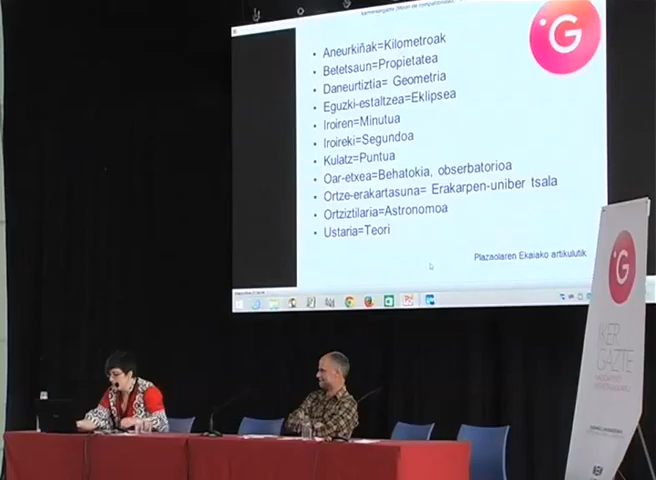 • Aneurkiñak=Kilometroak
• Betetsaun=Propietatea
• Daneurtiztia= Geometria
• Eguzki-estaltzea=Eklipsea
• Iroiren=Minutua
• Iroireki=Segundoa
• Kulatz=Puntua
• Oar-etxea=Behatokia, obserbatorioa
• Ortze-erakartasuna= Erakarpen-uniber tsala
• Ortziztilaria=Astronomoa
• Ustaria=Teori
Plazaolaren Ekaiako artikulutik
G
G
IKER
GAZTE